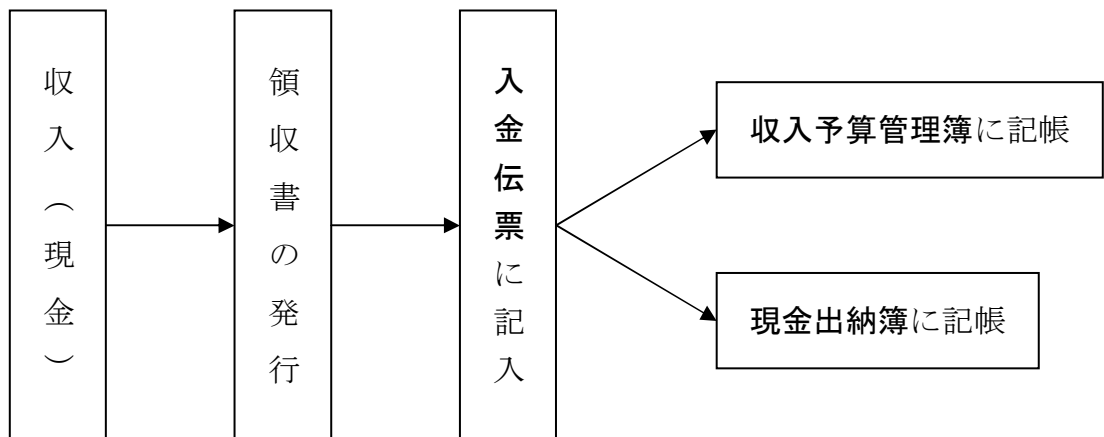 収入（現金）
領収書の発行
入金伝票に記入
収入予算管理簿に記帳
現金出納簿に記帳